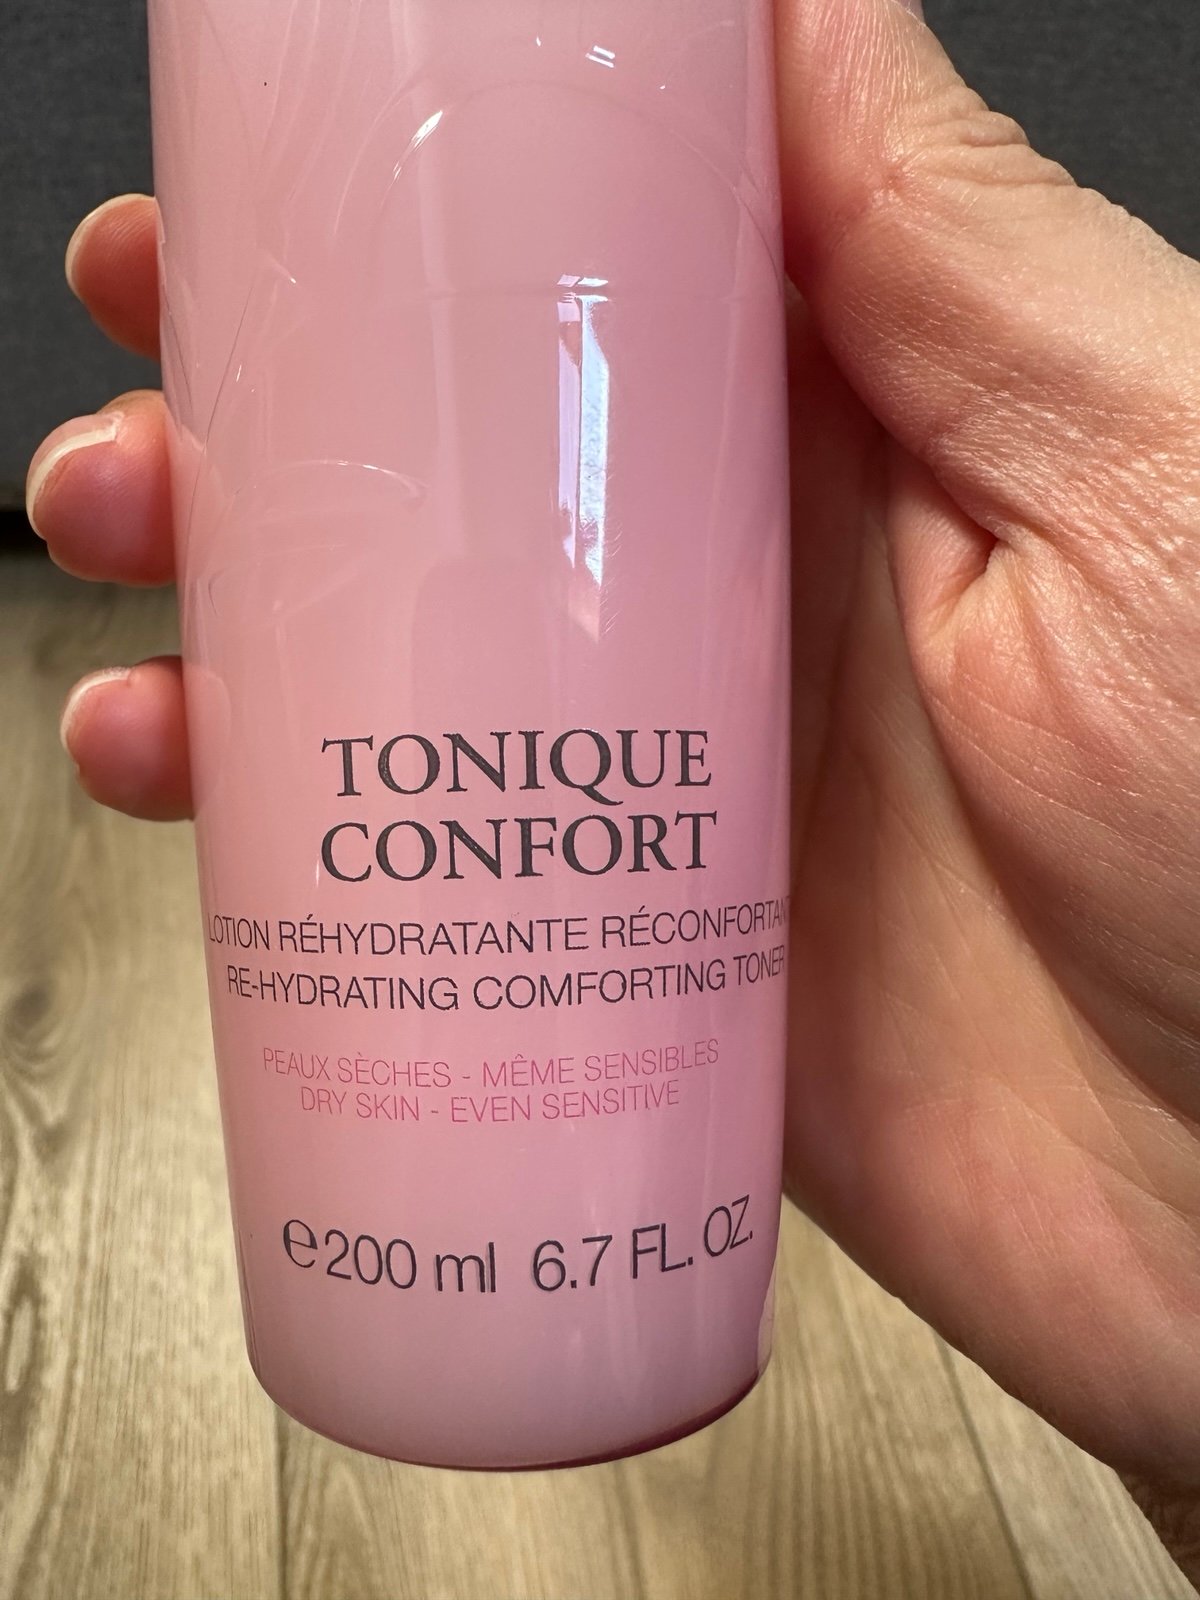 TONIQUE
CONFORT
LOTION RÉHYDRATANTE
RE-HYDRATING COMFORTING TONER
PEAUX SÈCHES - MÊME SENSIBLES
DRY SKIN - EVEN SENSITIVE
℮200 ml 6.7 FL. OZ.